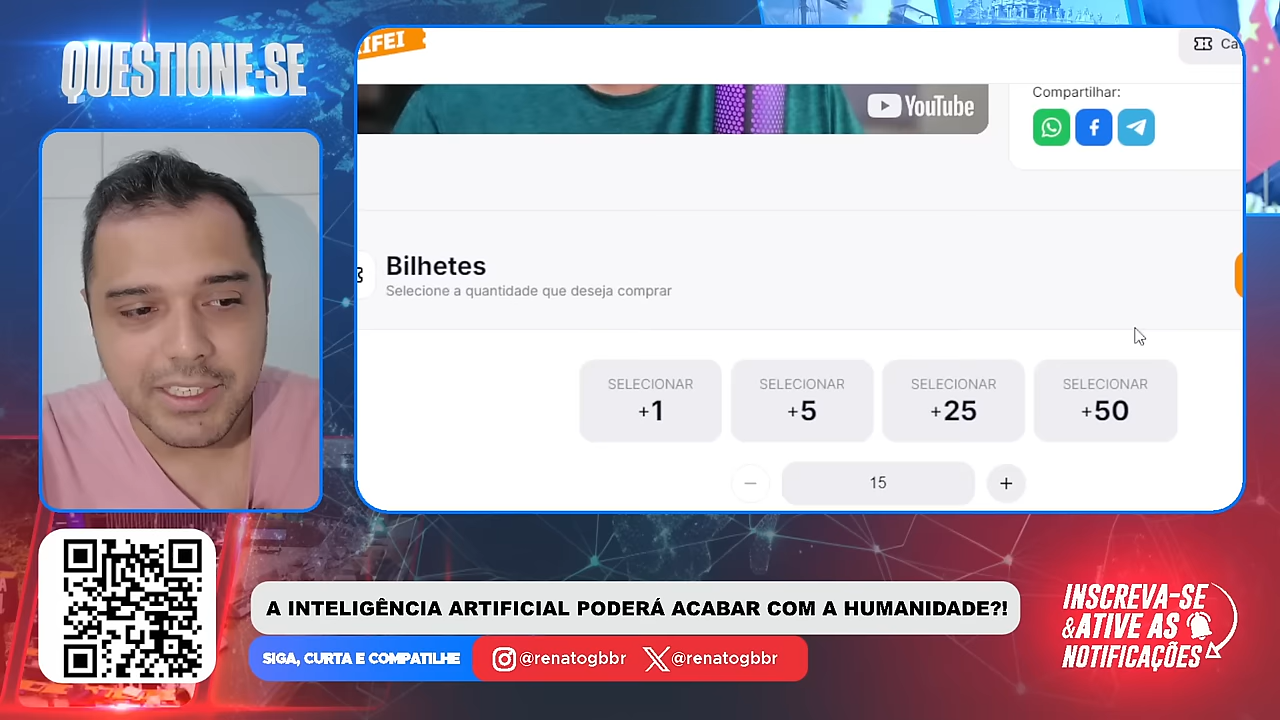 QUESTIONE-SE
IFEI
Ca
YouTube
Compartilhar:
Bilhetes
Selecione a quantidade que deseja comprar
SELECIONAR
+1
SELECIONAR
+5
SELECIONAR
+25
SELECIONAR
+50
15
A INTELIGÊNCIA ARTIFICIAL PODERÁ ACABAR COM A HUMANIDADE?!
SIGA, CURTA E COMPATILHE
@renatogbbr
@renatogbbr
INSCREVA-SE
&ATIVE AS
NOTIFICAÇÕES